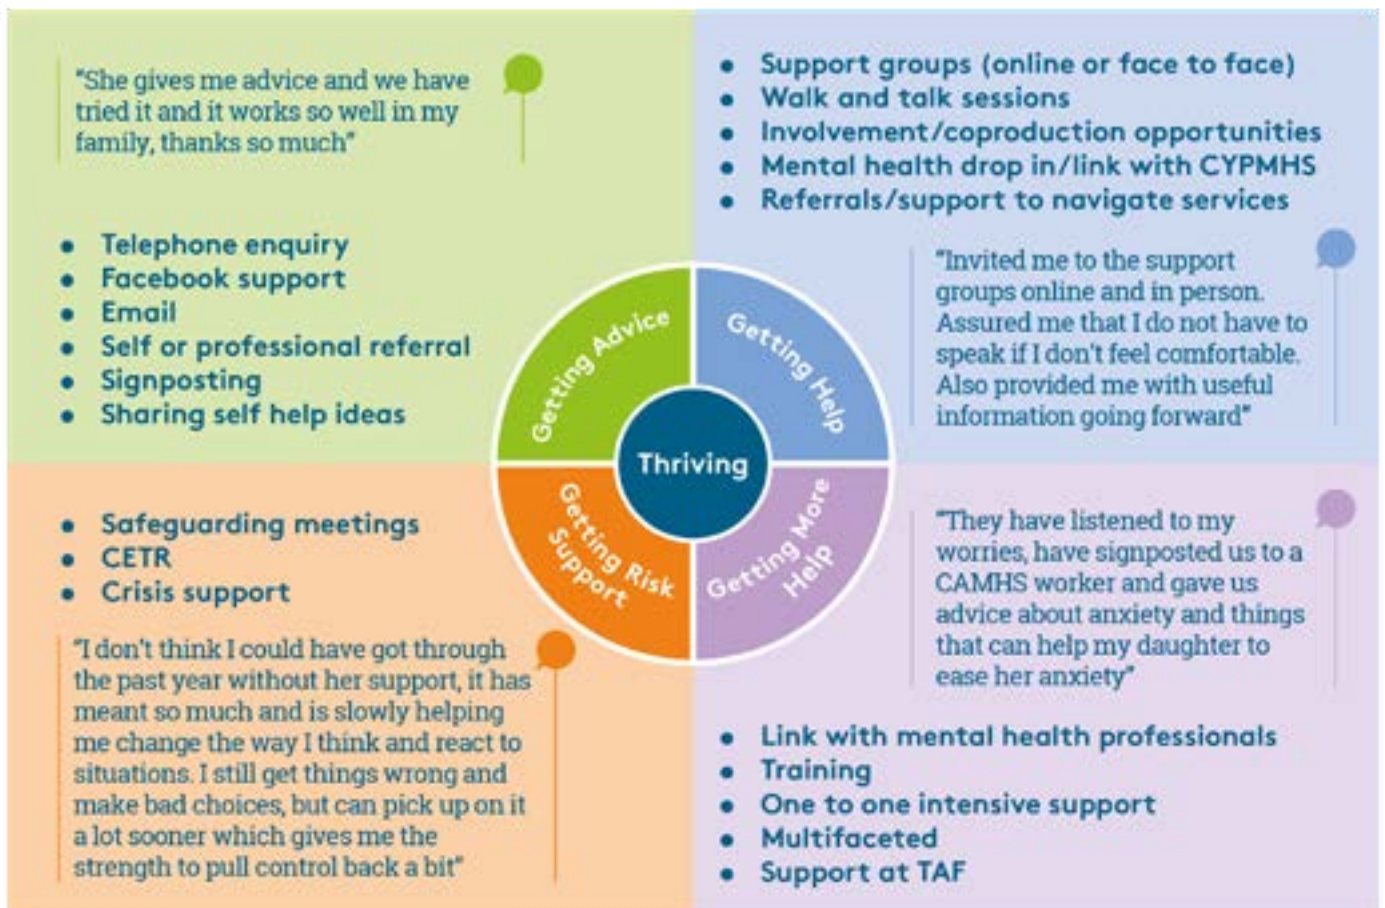 "She gives me advice and we have
tried it and it works so well in my
family, thanks so much"
• Telephone enquiry
• Facebook support
• Email
• Self or professional referral
• Signposting
• Sharing self help ideas
• Support groups (online or face to face)
• Walk and talk sessions
• Involvement/coproduction opportunities
• Mental health drop in/link with CYPMHS
• Referrals/support to navigate services
"Invited me to the support
groups online and in person.
Assured me that I do not have to
speak if I don't feel comfortable.
Also provided me with useful
information going forward"
Getting Advice
Getting Help
Thriving
Getting Risk
Support
Getting More
Help
• Safeguarding meetings
• CETR
• Crisis support
"I don't think I could have got through
the past year without her support, it has
meant so much and is slowly helping
me change the way I think and react to
situations. I still get things wrong and
make bad choices, but can pick up on it
a lot sooner which gives me the
strength to pull control back a bit"
"They have listened to my
worries, have signposted us to a
CAMHS worker and gave us
advice about anxiety and things
that can help my daughter to
ease her anxiety"
• Link with mental health professionals
• Training
• One to one intensive support
• Multifaceted
• Support at TAF